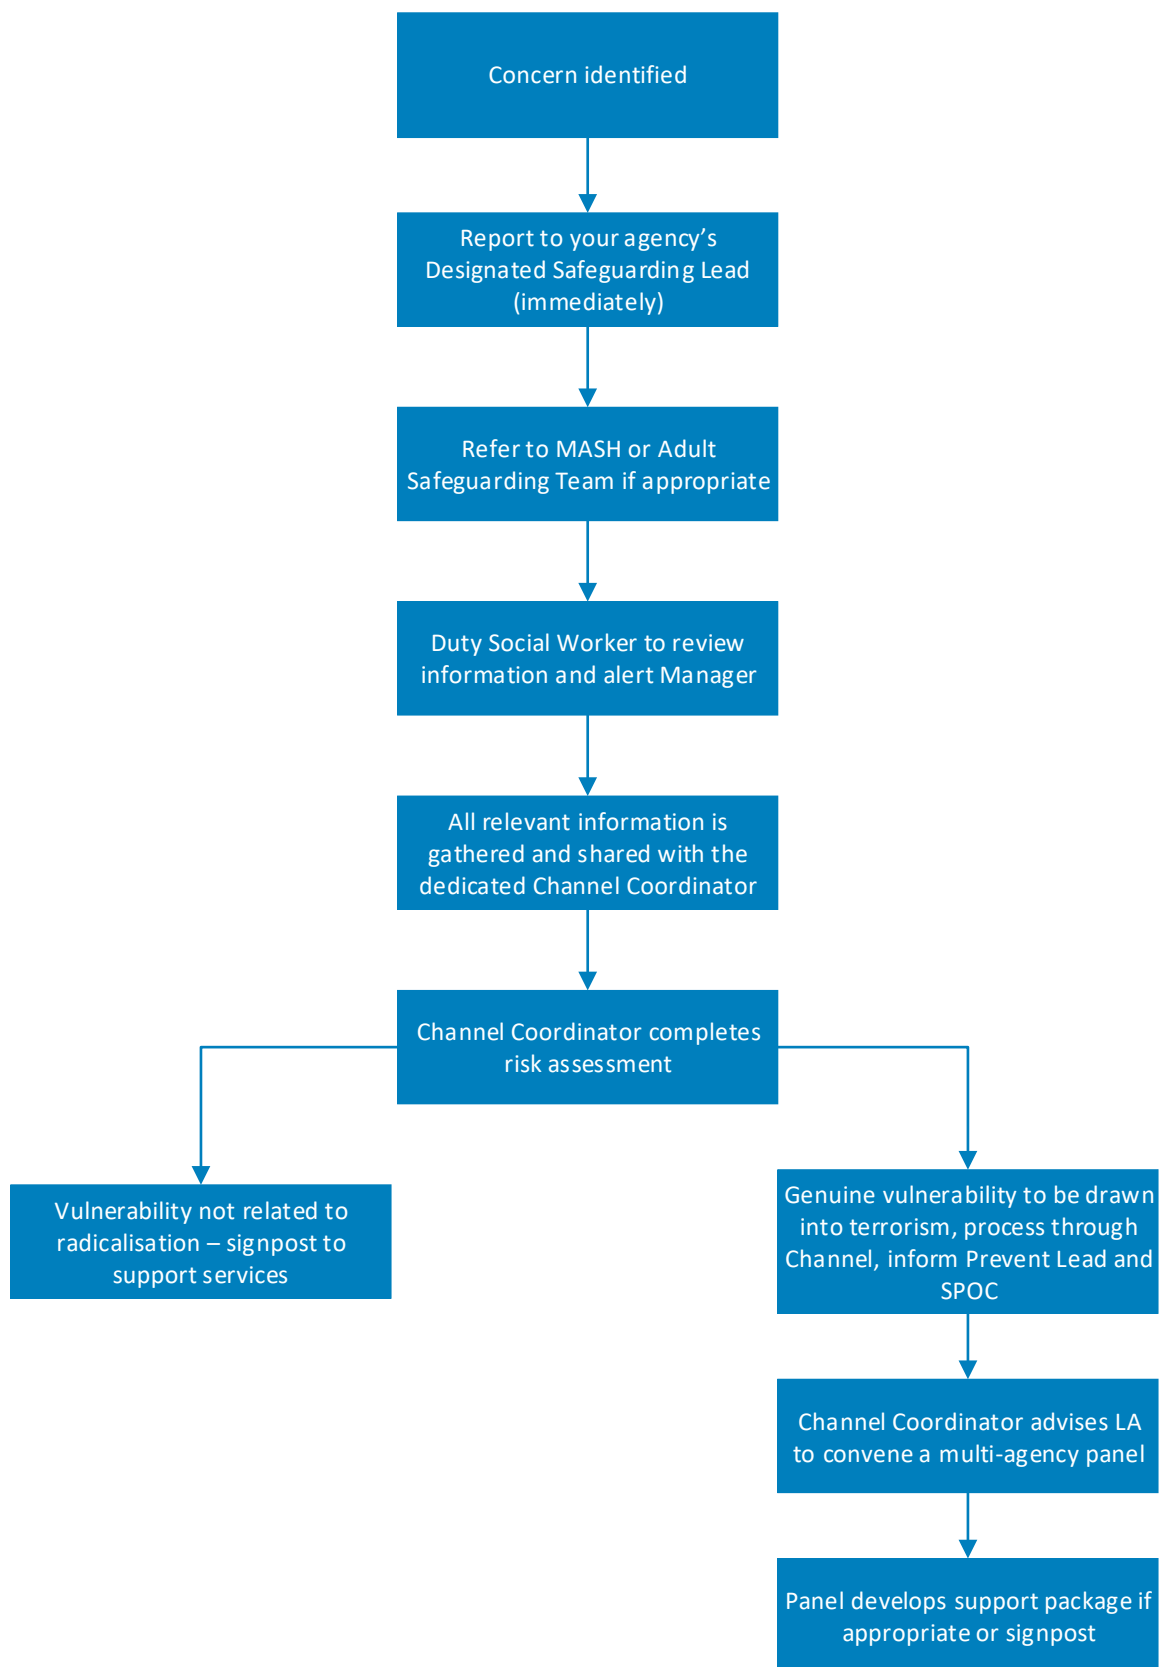 Concern identified
Report to your agency’s
Designated Safeguarding Lead
(immediately)
Refer to MASH or Adult
Safeguarding Team if appropriate
Duty Social Worker to review
information and alert Manager
All relevant information is
gathered and shared with the
dedicated Channel Coordinator
Channel Coordinator completes
risk assessment
Vulnerability not related to
radicalisation – signpost to
support services
Genuine vulnerability to be drawn
into terrorism, process through
Channel, inform Prevent Lead and
SPOC
Channel Coordinator advises LA
to convene a multi-agency panel
Panel develops support package if
appropriate or signpost